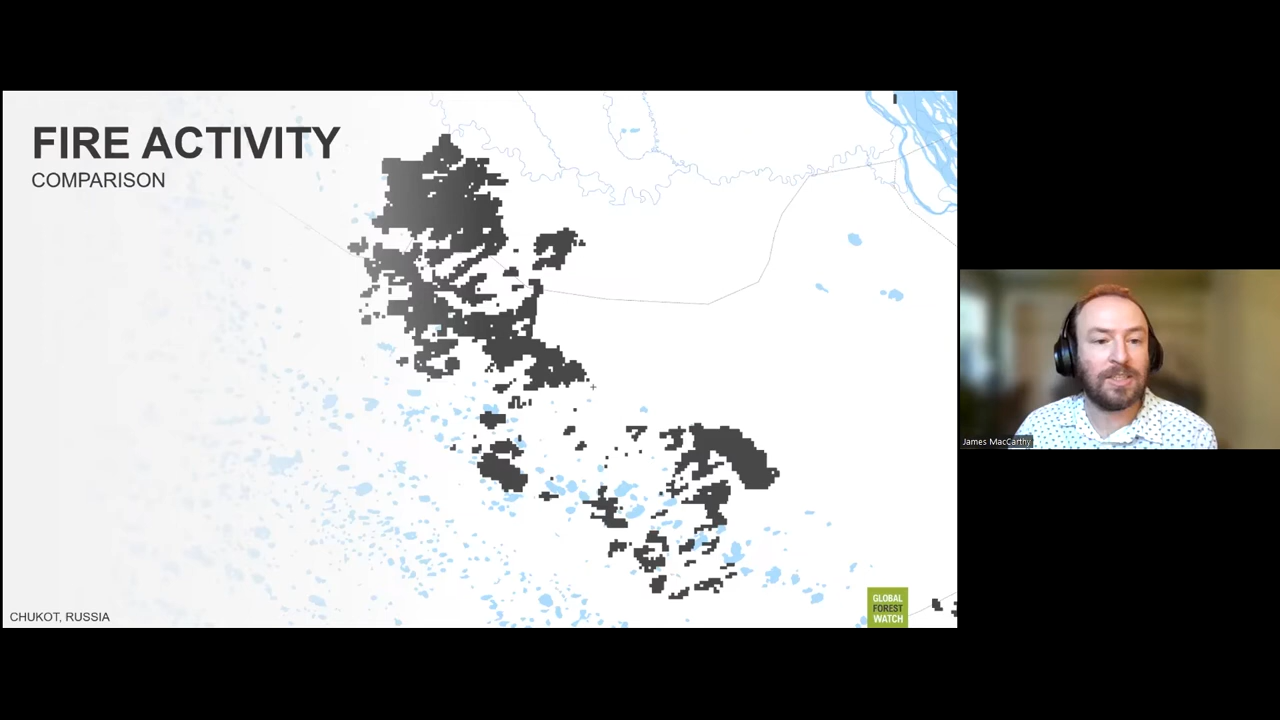 FIRE ACTIVITY
COMPARISON
CHUKOT, RUSSIA
GLOBAL
FOREST
WATCH
James MacCarthy